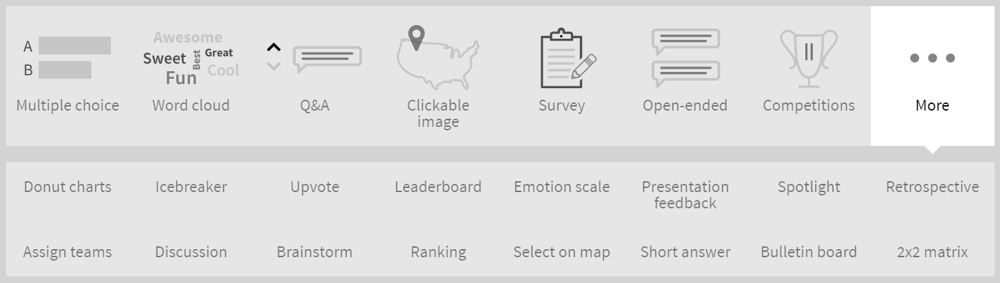 A
B
Awesome
Sweet
Best
Great
Fun
Cool
Multiple choice
Word cloud
Q&A
Clickable
image
Survey
Open-ended
Competitions
More
Donut charts
Icebreaker
Upvote
Leaderboard
Emotion scale
Presentation
feedback
Spotlight
Retrospective
Assign teams
Discussion
Brainstorm
Ranking
Select on map
Short answer
Bulletin board
2x2 matrix